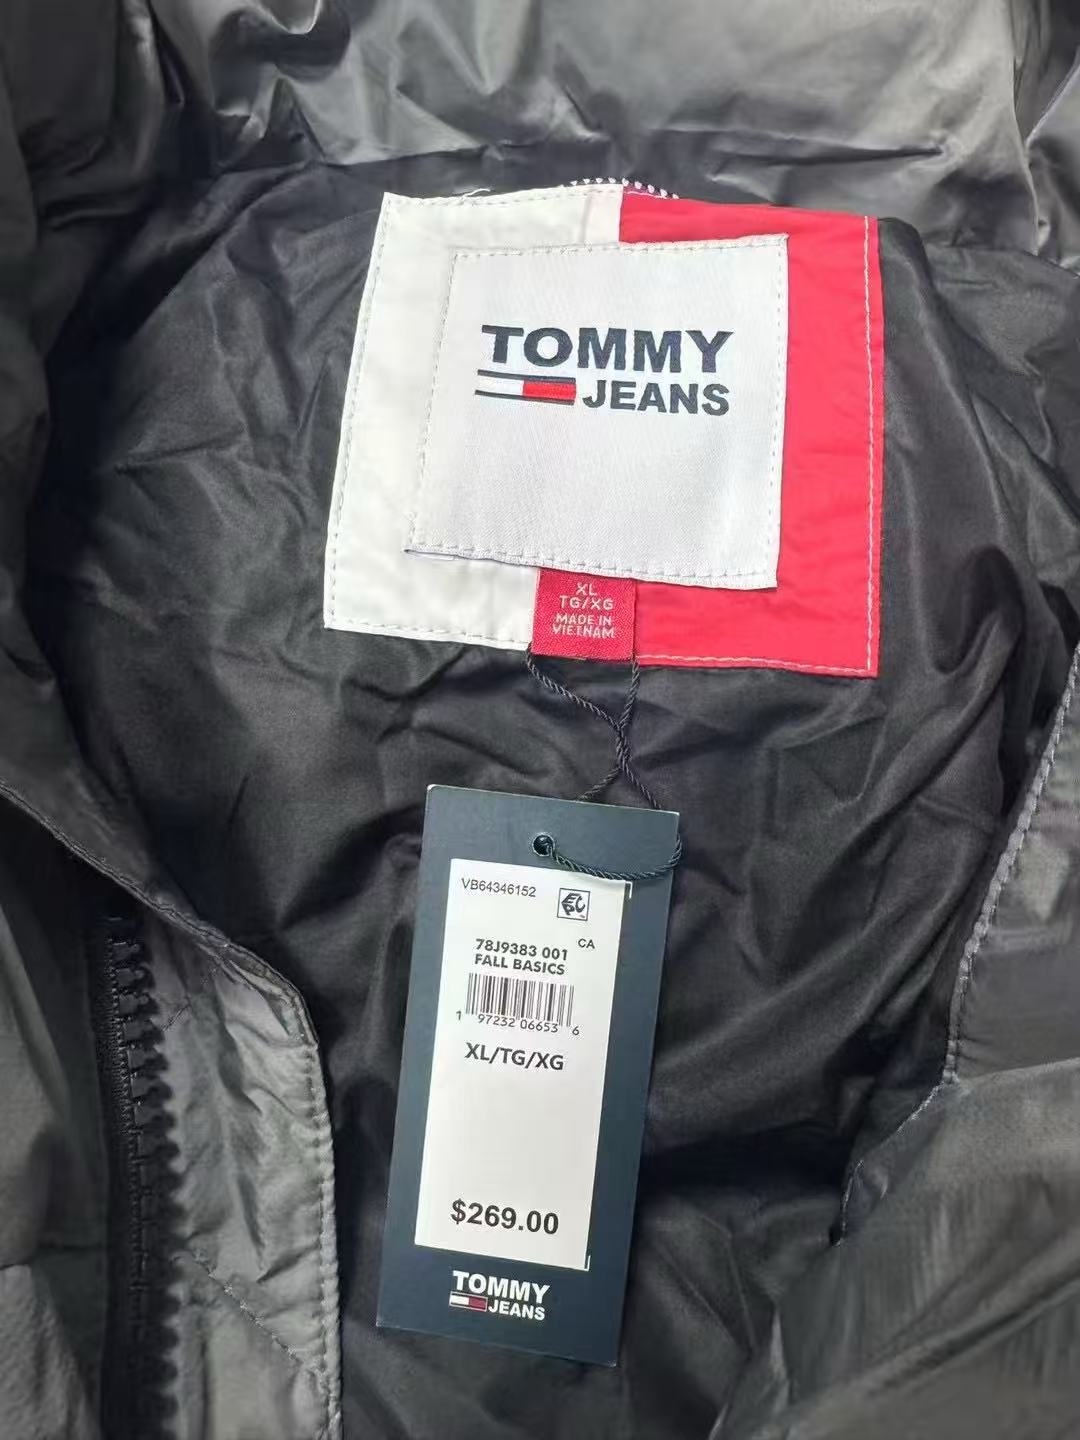 TOMMY
JEANS
XL
TG/XG
MADE IN
VIETNAM
VB64346152
EPC
CA
78J9383 001
FALL BASICS
1 97232 06653 6
XL/TG/XG
$269.00
TOMMY
JEANS